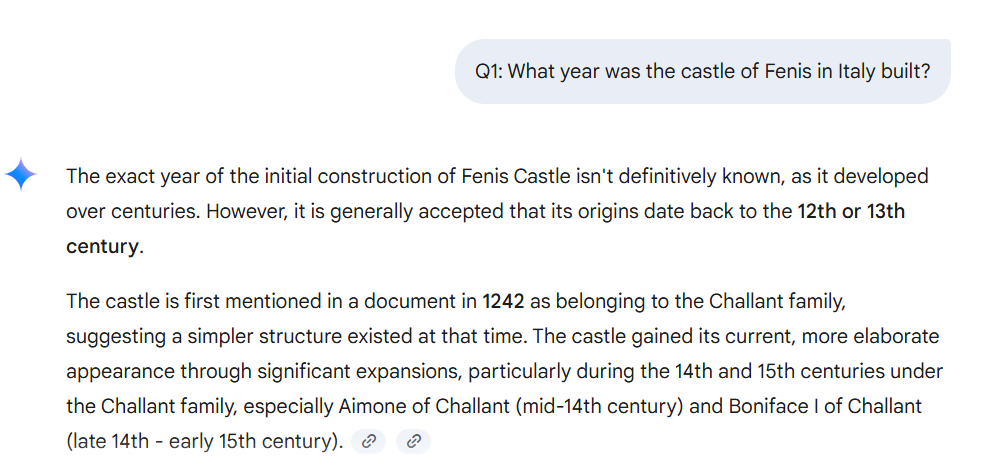 Q1: What year was the castle of Fenis in Italy built?
The exact year of the initial construction of Fenis Castle isn't definitively known, as it developed
over centuries. However, it is generally accepted that its origins date back to the 12th or 13th
century.
The castle is first mentioned in a document in 1242 as belonging to the Challant family,
suggesting a simpler structure existed at that time. The castle gained its current, more elaborate
appearance through significant expansions, particularly during the 14th and 15th centuries under
the Challant family, especially Aimone of Challant (mid-14th century) and Boniface I of Challant
(late 14th - early 15th century).